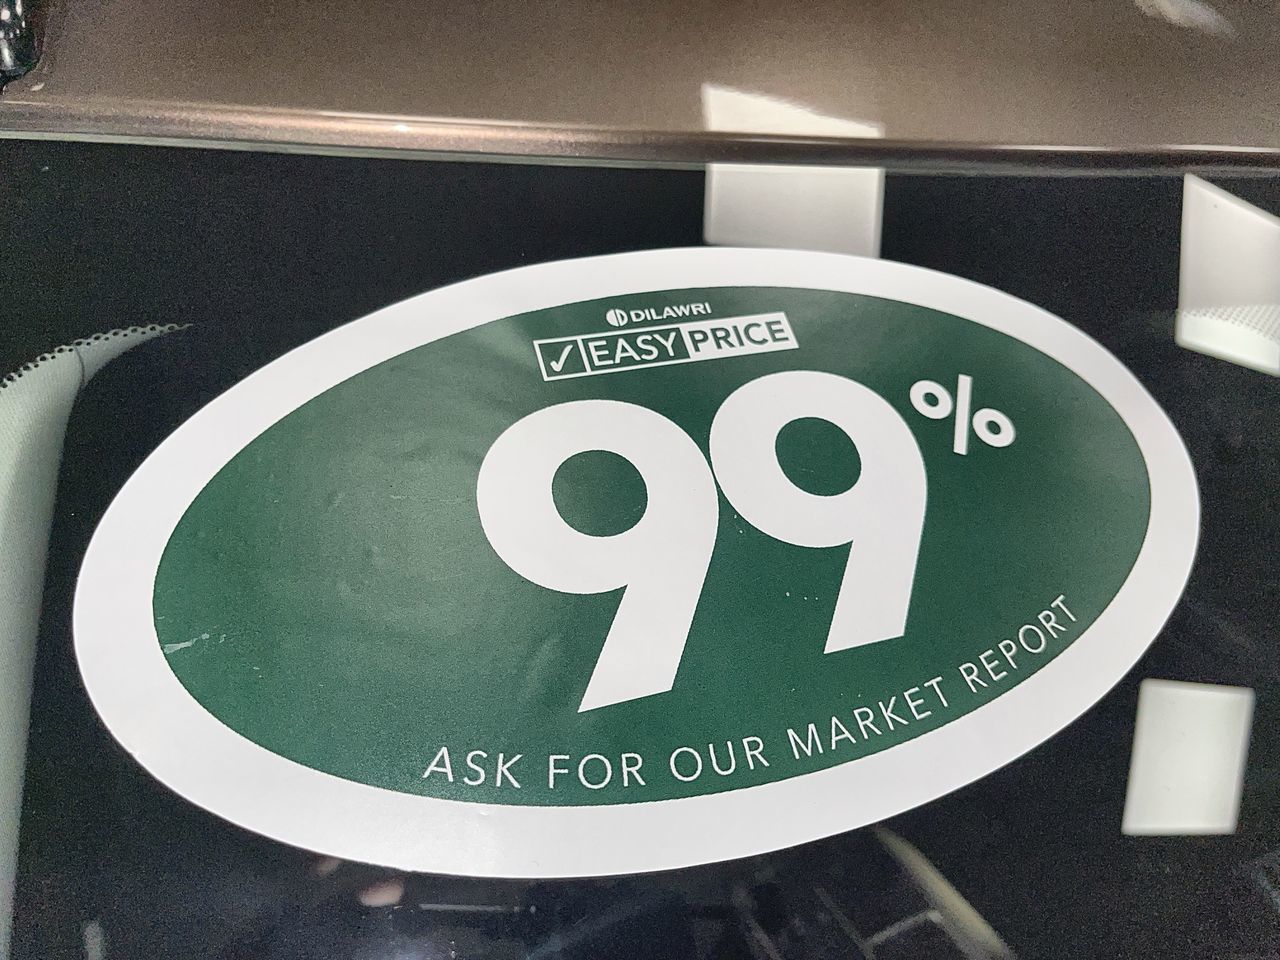 DILAWRI
✓ EASY PRICE
99%
ASK FOR OUR MARKET REPORT